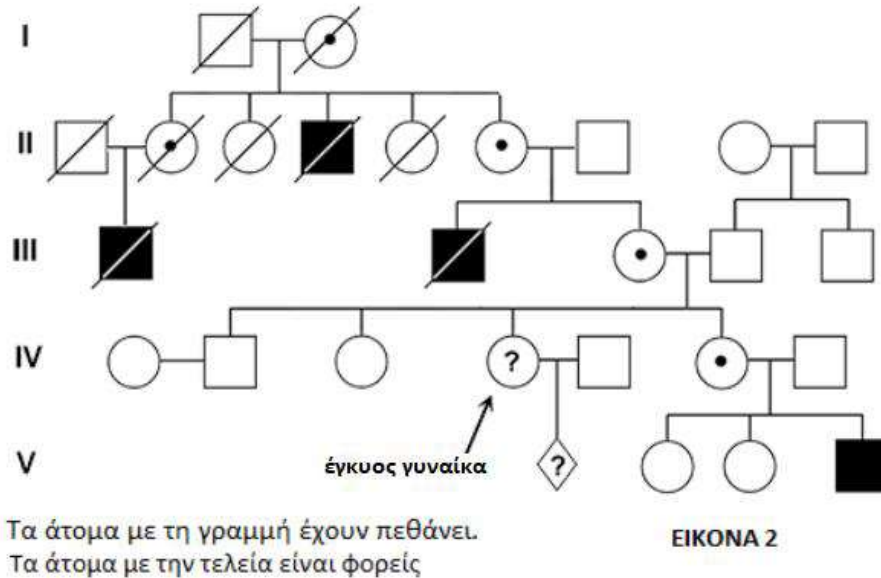 I
II
III
IV
?
έγκυος γυναίκα
V
?
Τα άτομα με τη γραμμή έχουν πεθάνει.
ΕΙΚΟΝΑ 2
Τα άτομα με την τελεία είναι φορείς